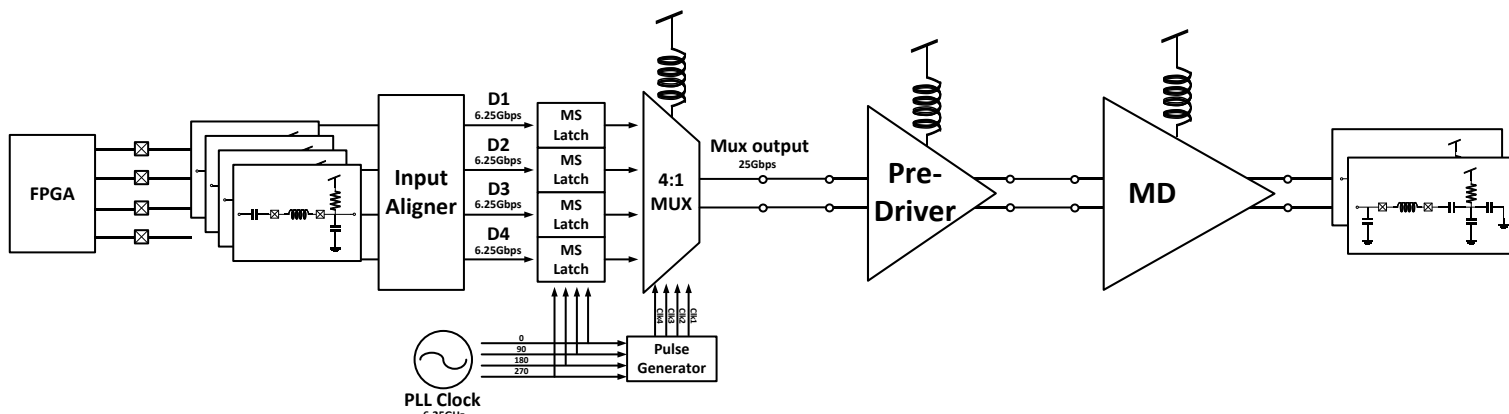 FPGA
Input
Aligner
D1
6.25Gbps
D2
6.25Gbps
D3
6.25Gbps
D4
6.25Gbps
MS
Latch
MS
Latch
MS
Latch
MS
Latch
4:1
MUX
Mux output
25Gbps
Pre-
Driver
MD
Clk4
Clk3
Clk2
Clk1
0
90
180
270
Pulse
Generator
PLL Clock
6.25GHz